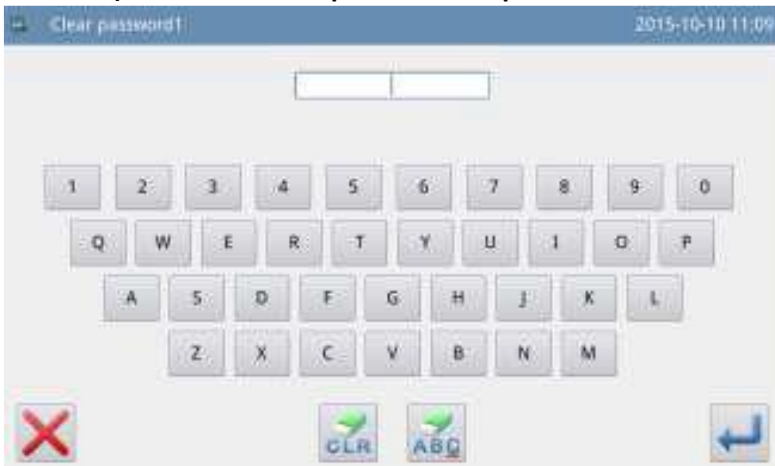 Clear password1 2015-10-10 11:09
1 2 3 4 5 6 7 8 9 0
Q W E R T Y U I O P
A S D F G H J K L
Z X C V B N M
CLR ABC